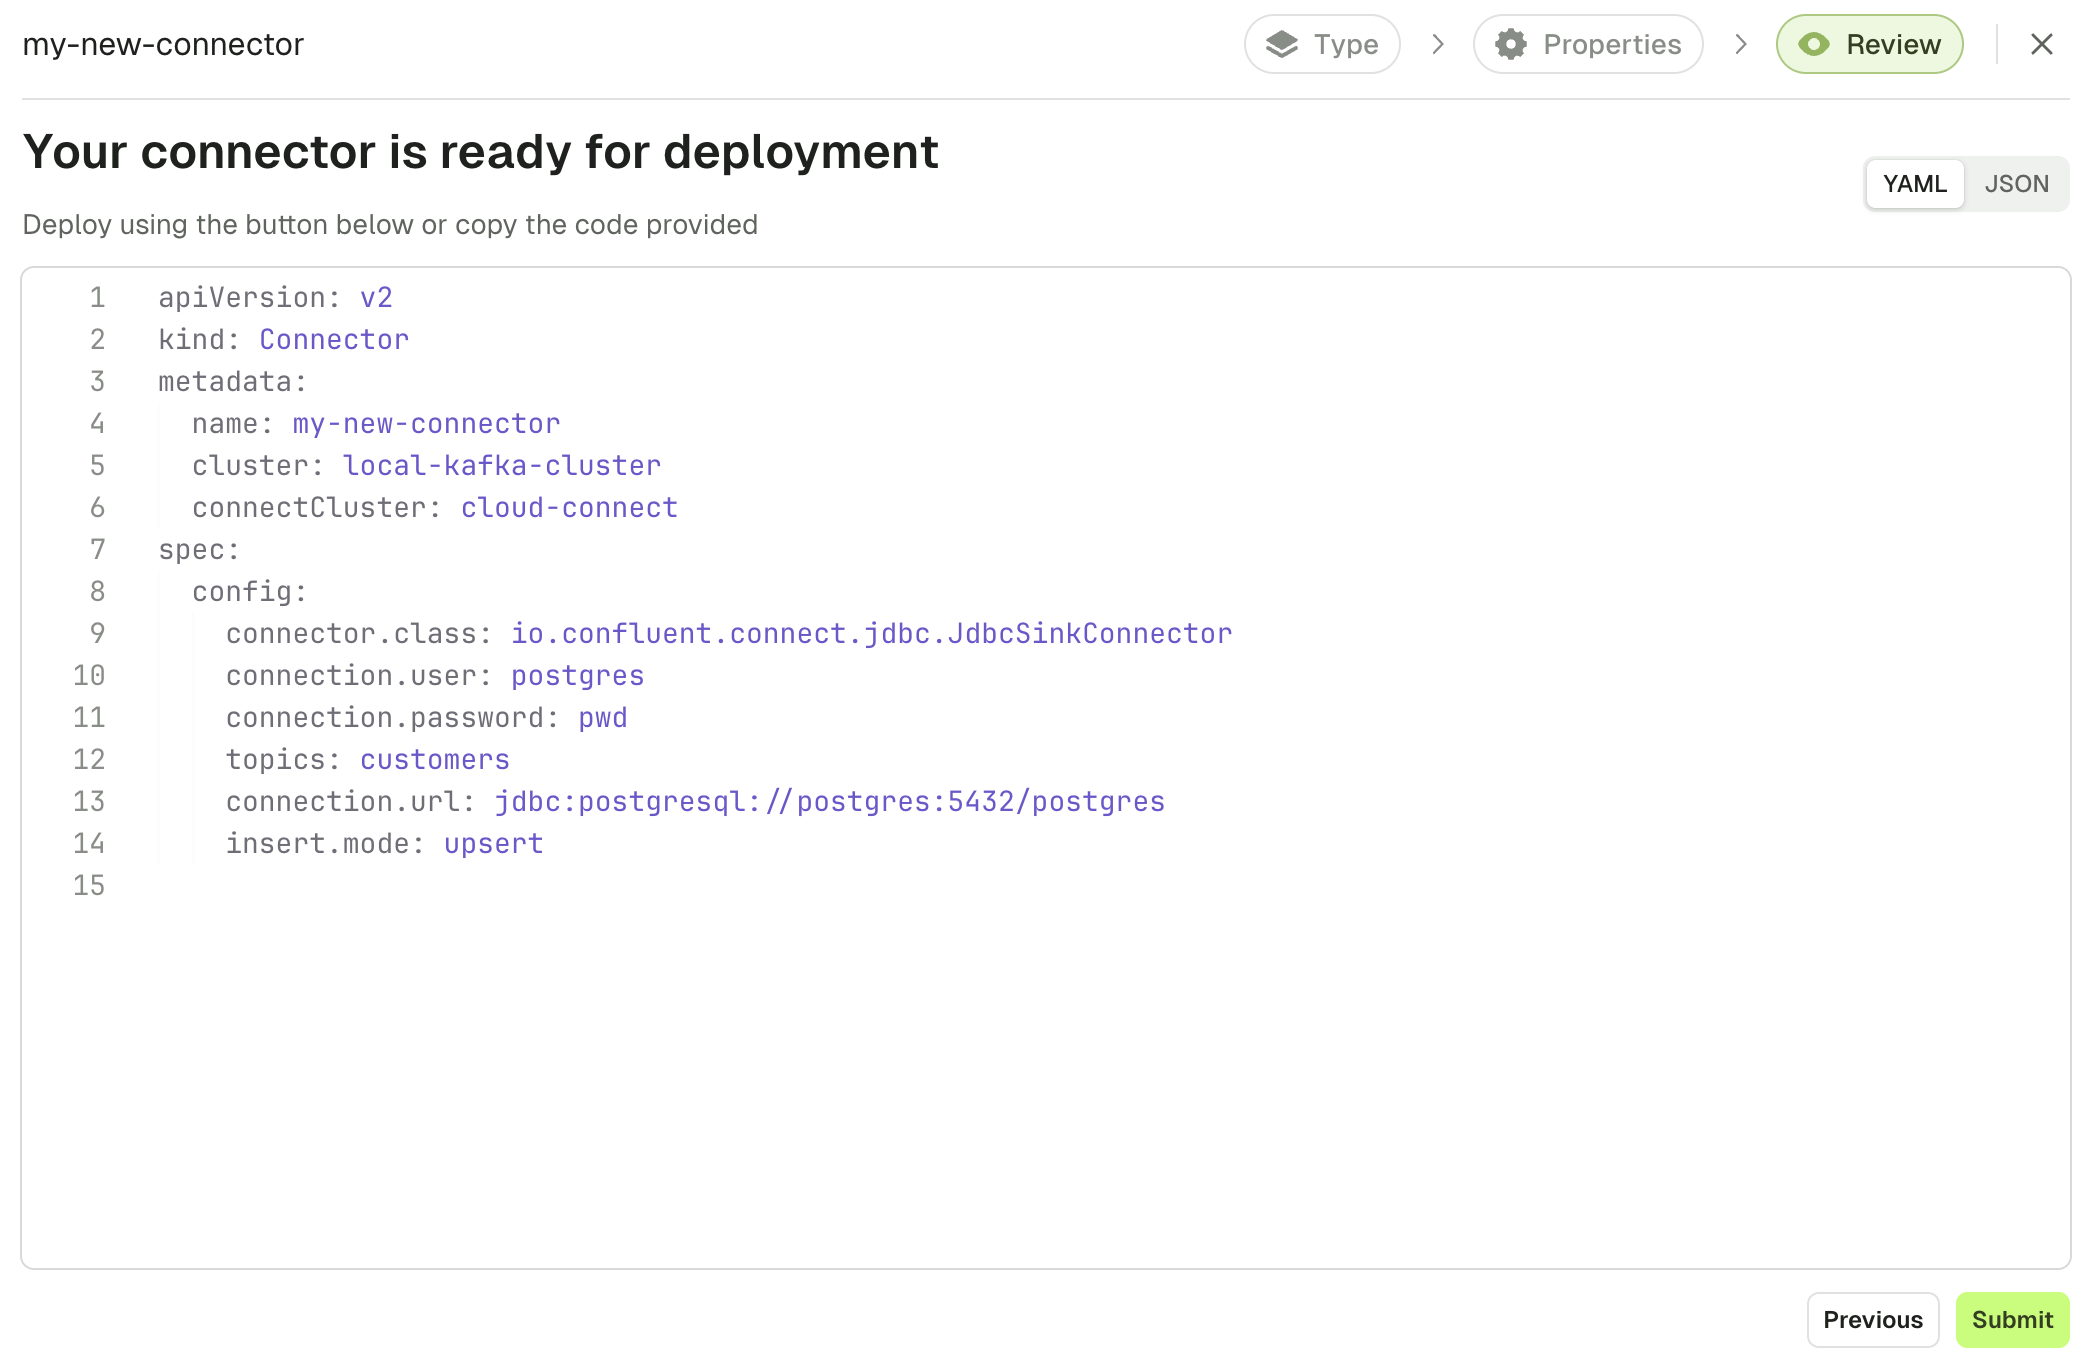 my-new-connector
Type
Properties
Review
Your connector is ready for deployment
YAML
JSON
Deploy using the button below or copy the code provided
1 apiVersion: v2
2 kind: Connector
3 metadata:
4   name: my-new-connector
5   cluster: local-kafka-cluster
6   connectCluster: cloud-connect
7 spec:
8   config:
9     connector.class: io.confluent.connect.jdbc.JdbcSinkConnector
10     connection.user: postgres
11     connection.password: pwd
12     topics: customers
13     connection.url: jdbc:postgresql://postgres:5432/postgres
14     insert.mode: upsert
15
Previous
Submit